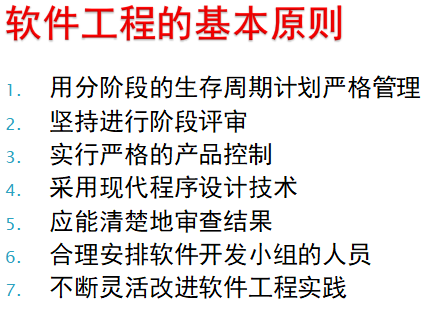 软件工程的基本原则
1. 用分阶段的生存周期计划严格管理
2. 坚持进行阶段评审
3. 实行严格的产品控制
4. 采用现代程序设计技术
5. 应能清楚地审查结果
6. 合理安排软件开发小组的人员
7. 不断灵活改进软件工程实践